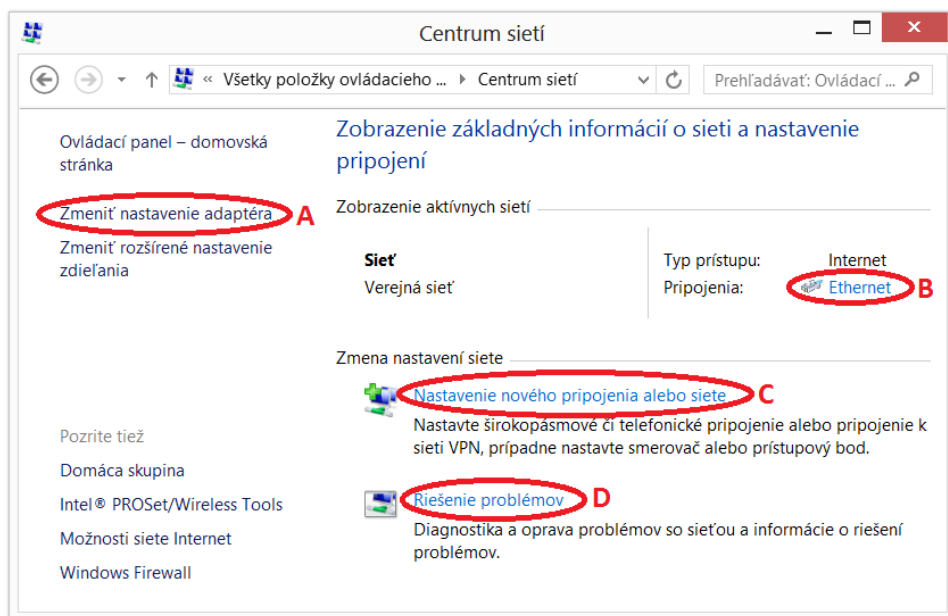 Centrum sietí
« Všetky položky ovládacieho ... ▸ Centrum sietí
Prehľadávať: Ovládací ...
Ovládací panel – domovská
stránka
Zmeniť nastavenie adaptéra A
Zmeniť rozšírené nastavenie
zdieľania
Zobrazenie základných informácií o sieti a nastavenie
pripojení
Zobrazenie aktívnych sietí
Sieť
Verejná sieť
Typ prístupu: Internet
Pripojenia: Ethernet B
Zmena nastavení siete
Nastavenie nového pripojenia alebo siete C
Nastavte širokopásmové či telefonické pripojenie alebo pripojenie k
sieti VPN, prípadne nastavte smerovač alebo prístupový bod.
Riešenie problémov D
Diagnostika a oprava problémov so sieťou a informácie o riešení
problémov.
Pozrite tiež
Domáca skupina
Intel® PROSet/Wireless Tools
Možnosti siete Internet
Windows Firewall